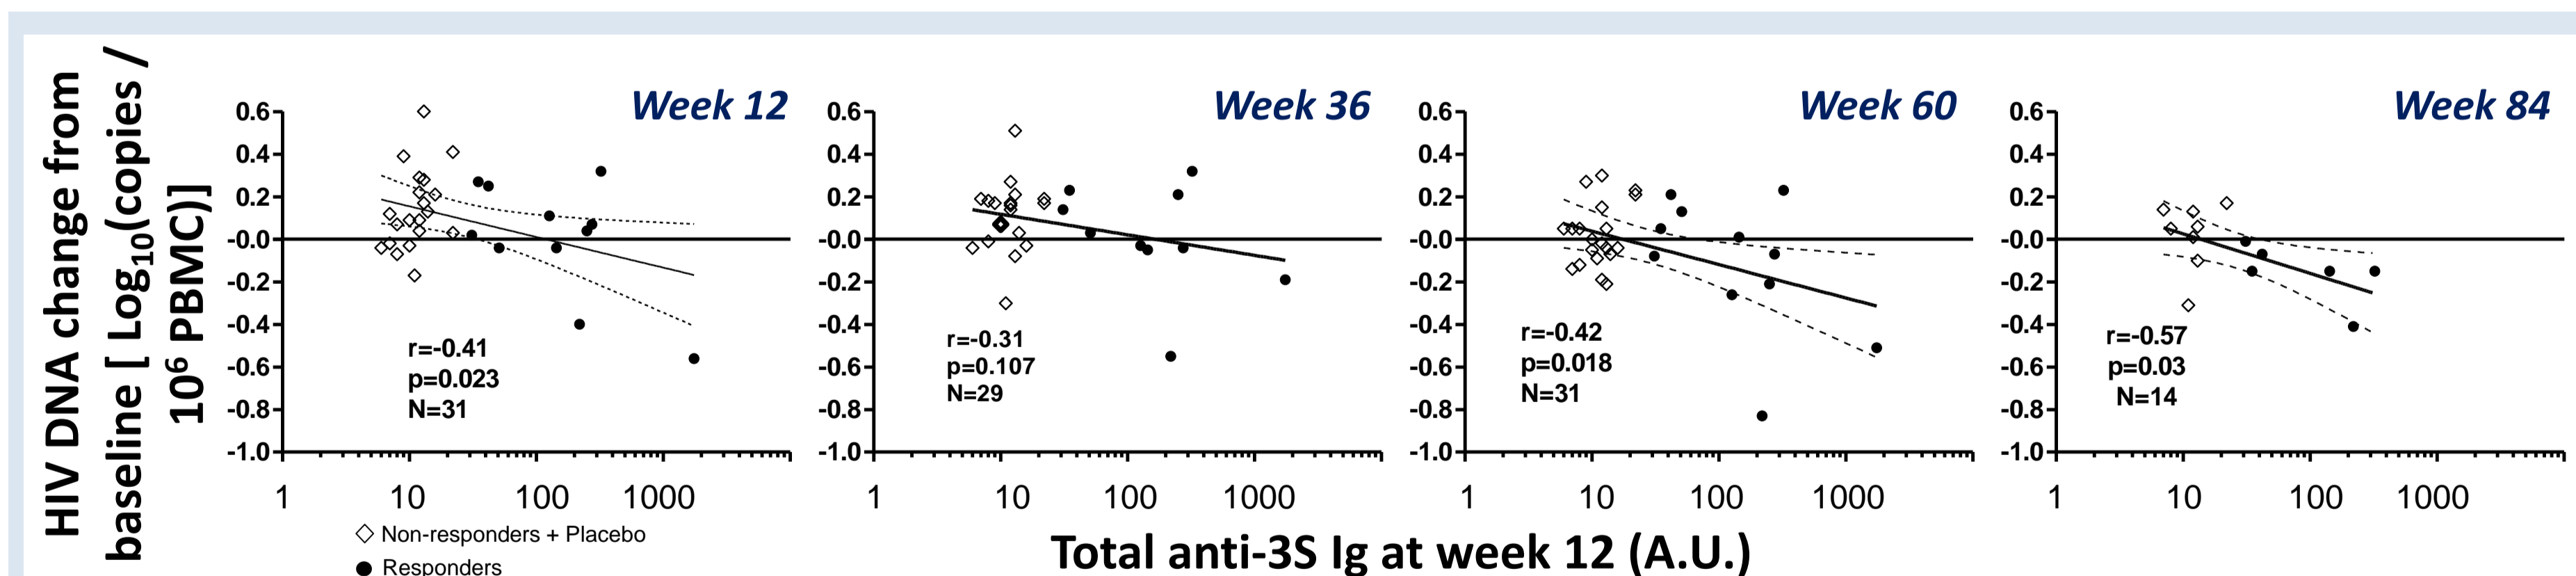 HIV DNA change from
baseline [ Log10(copies /
10⁶ PBMC)]
Week 12
0.6
0.4
0.2
-0.0
-0.2
-0.4
-0.6
-0.8
-1.0
r=-0.41
p=0.023
N=31
1 10 100 1000
Week 36
0.6
0.4
0.2
-0.0
-0.2
-0.4
-0.6
-0.8
-1.0
r=-0.31
p=0.107
N=29
1 10 100 1000
Week 60
0.6
0.4
0.2
-0.0
-0.2
-0.4
-0.6
-0.8
-1.0
r=-0.42
p=0.018
N=31
1 10 100 1000
Week 84
0.6
0.4
0.2
-0.0
-0.2
-0.4
-0.6
-0.8
-1.0
r=-0.57
p=0.03
N=14
1 10 100 1000
Non-responders + Placebo
Responders
Total anti-3S Ig at week 12 (A.U.)